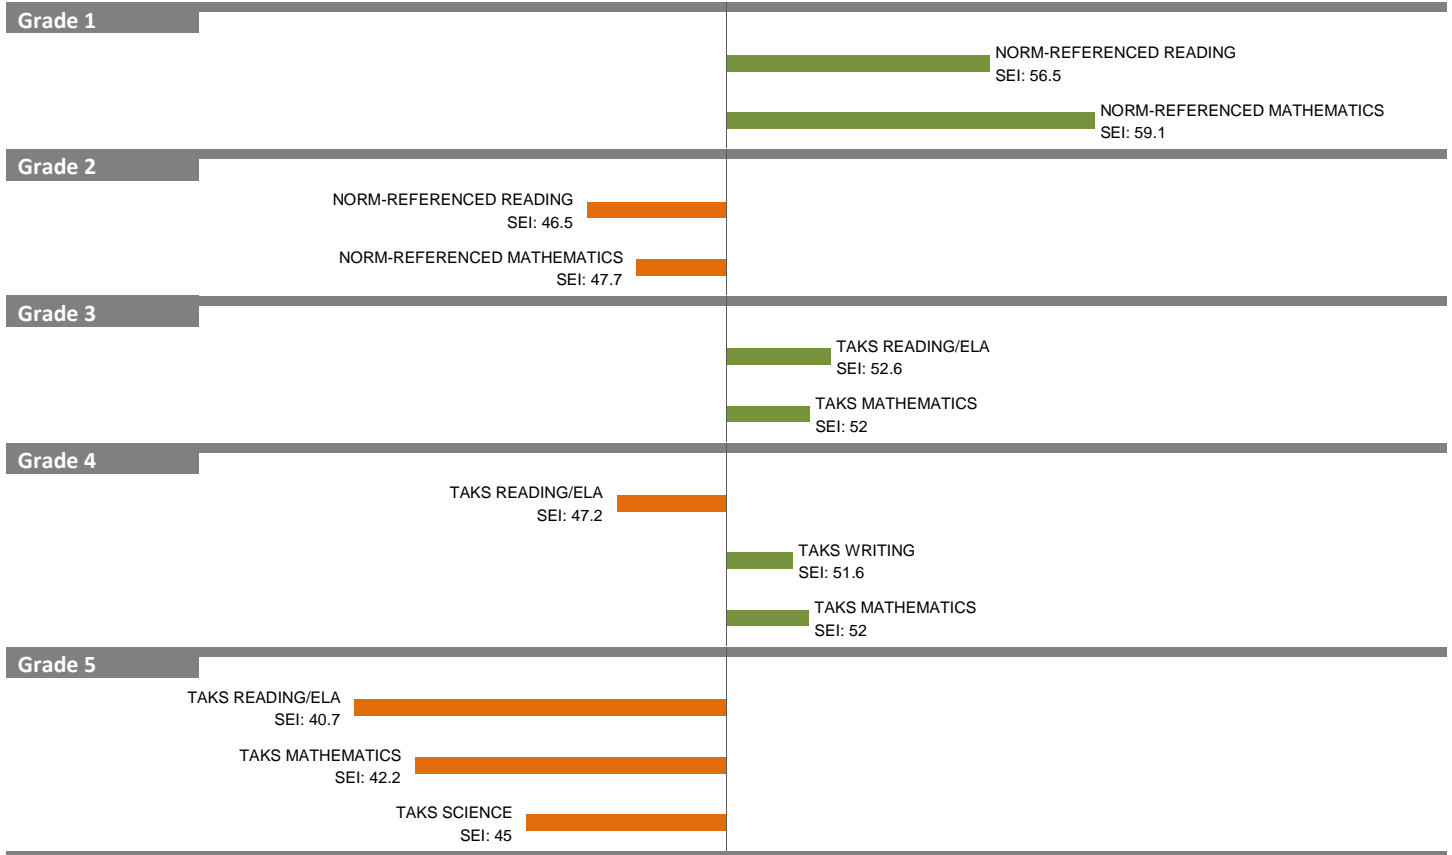 Grade 1
NORM-REFERENCED READING
SEI: 56.5
NORM-REFERENCED MATHEMATICS
SEI: 59.1
Grade 2
NORM-REFERENCED READING
SEI: 46.5
NORM-REFERENCED MATHEMATICS
SEI: 47.7
Grade 3
TAKS READING/ELA
SEI: 52.6
TAKS MATHEMATICS
SEI: 52
Grade 4
TAKS READING/ELA
SEI: 47.2
TAKS WRITING
SEI: 51.6
TAKS MATHEMATICS
SEI: 52
Grade 5
TAKS READING/ELA
SEI: 40.7
TAKS MATHEMATICS
SEI: 42.2
TAKS SCIENCE
SEI: 45